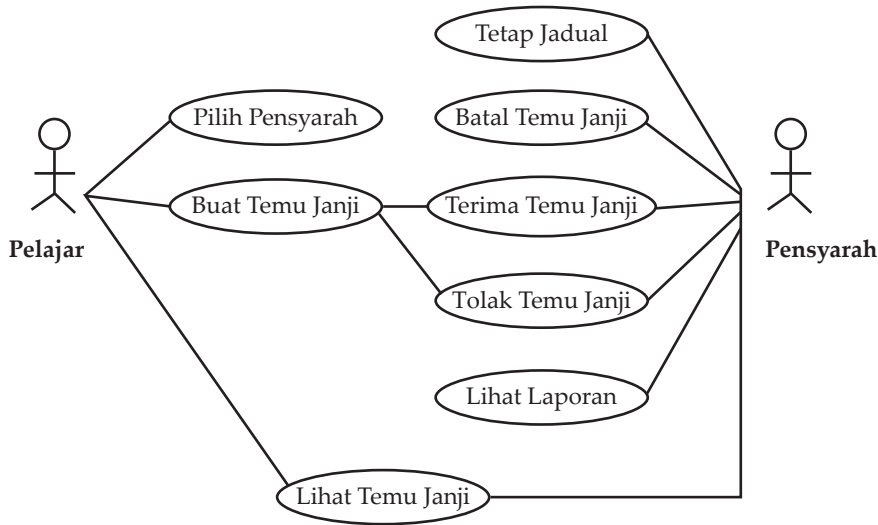 Tetap Jadual
Pilih Pensyarah
Batal Temu Janji
Buat Temu Janji
Terima Temu Janji
Pelajar
Pensyarah
Tolak Temu Janji
Lihat Laporan
Lihat Temu Janji